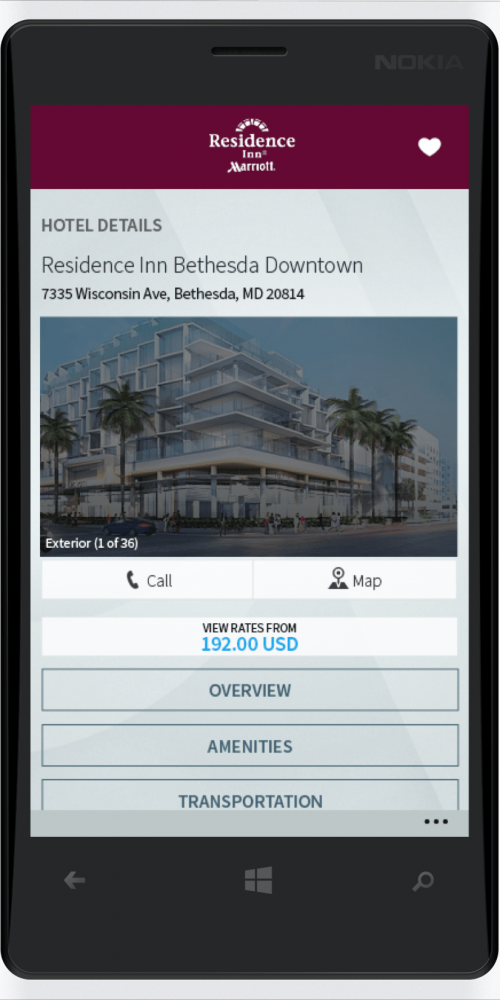 NOKIA
Residence
Inn®
Marriott.
HOTEL DETAILS
Residence Inn Bethesda Downtown
7335 Wisconsin Ave, Bethesda, MD 20814
Exterior (1 of 36)
Call
Map
VIEW RATES FROM
192.00 USD
OVERVIEW
AMENITIES
TRANSPORTATION